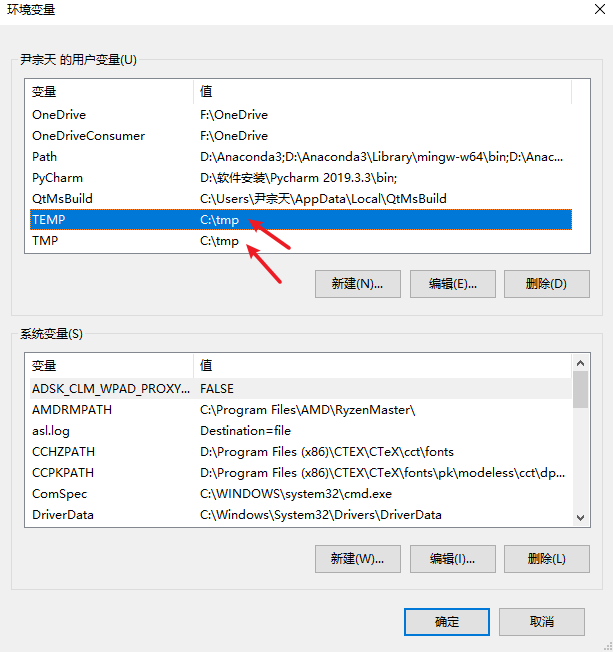 环境变量
尹宗天 的用户变量(U)
变量 值
OneDrive F:\OneDrive
OneDriveConsumer F:\OneDrive
Path D:\Anaconda3;D:\Anaconda3\Library\mingw-w64\bin;D:\Anac...
PyCharm D:\软件安装\Pycharm 2019.3.3\bin;
QtMsBuild C:\Users\尹宗天\AppData\Local\QtMsBuild
TEMP C:\tmp
TMP C:\tmp
新建(N)... 编辑(E)... 删除(D)
系统变量(S)
变量 值
ADSK_CLM_WPAD_PROXY... FALSE
AMDRMPATH C:\Program Files\AMD\RyzenMaster\
asl.log Destination=file
CCHZPATH D:\Program Files (x86)\CTEX\CTeX\cct\fonts
CCPKPATH D:\Program Files (x86)\CTEX\CTeX\fonts\pk\modeless\cct\dp...
ComSpec C:\WINDOWS\system32\cmd.exe
DriverData C:\Windows\System32\Drivers\DriverData
新建(W)... 编辑(I)... 删除(L)
确定 取消